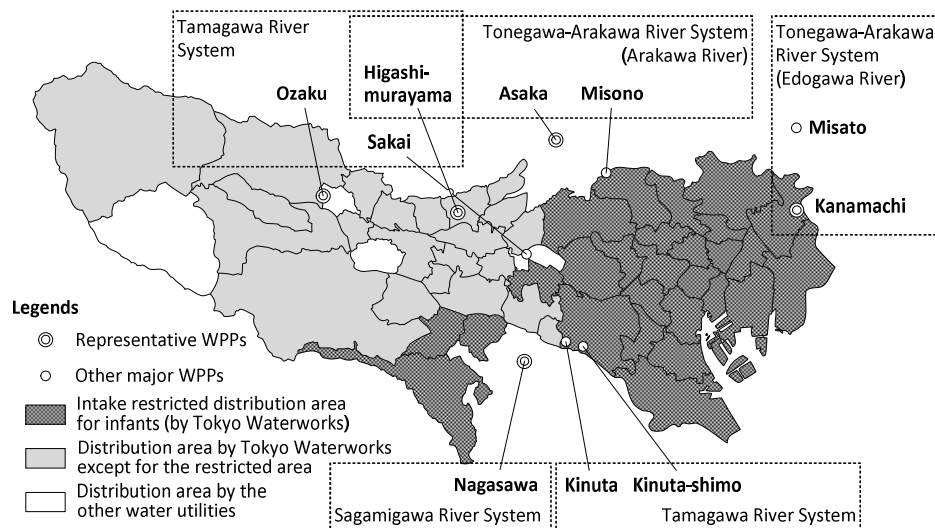 Tamagawa River
System
Tonegawa-Arakawa River System
(Arakawa River)
Tonegawa-Arakawa
River System
(Edogawa River)
Higashi-
murayama
Ozaku
Asaka
Misono
Sakai
Misato
Kanamachi
Legends
Representative WPPs
Other major WPPs
Intake restricted distribution area
for infants (by Tokyo Waterworks)
Distribution area by Tokyo Waterworks
except for the restricted area
Distribution area by the
other water utilities
Nagasawa
Sagamigawa River System
Kinuta
Kinuta-shimo
Tamagawa River System